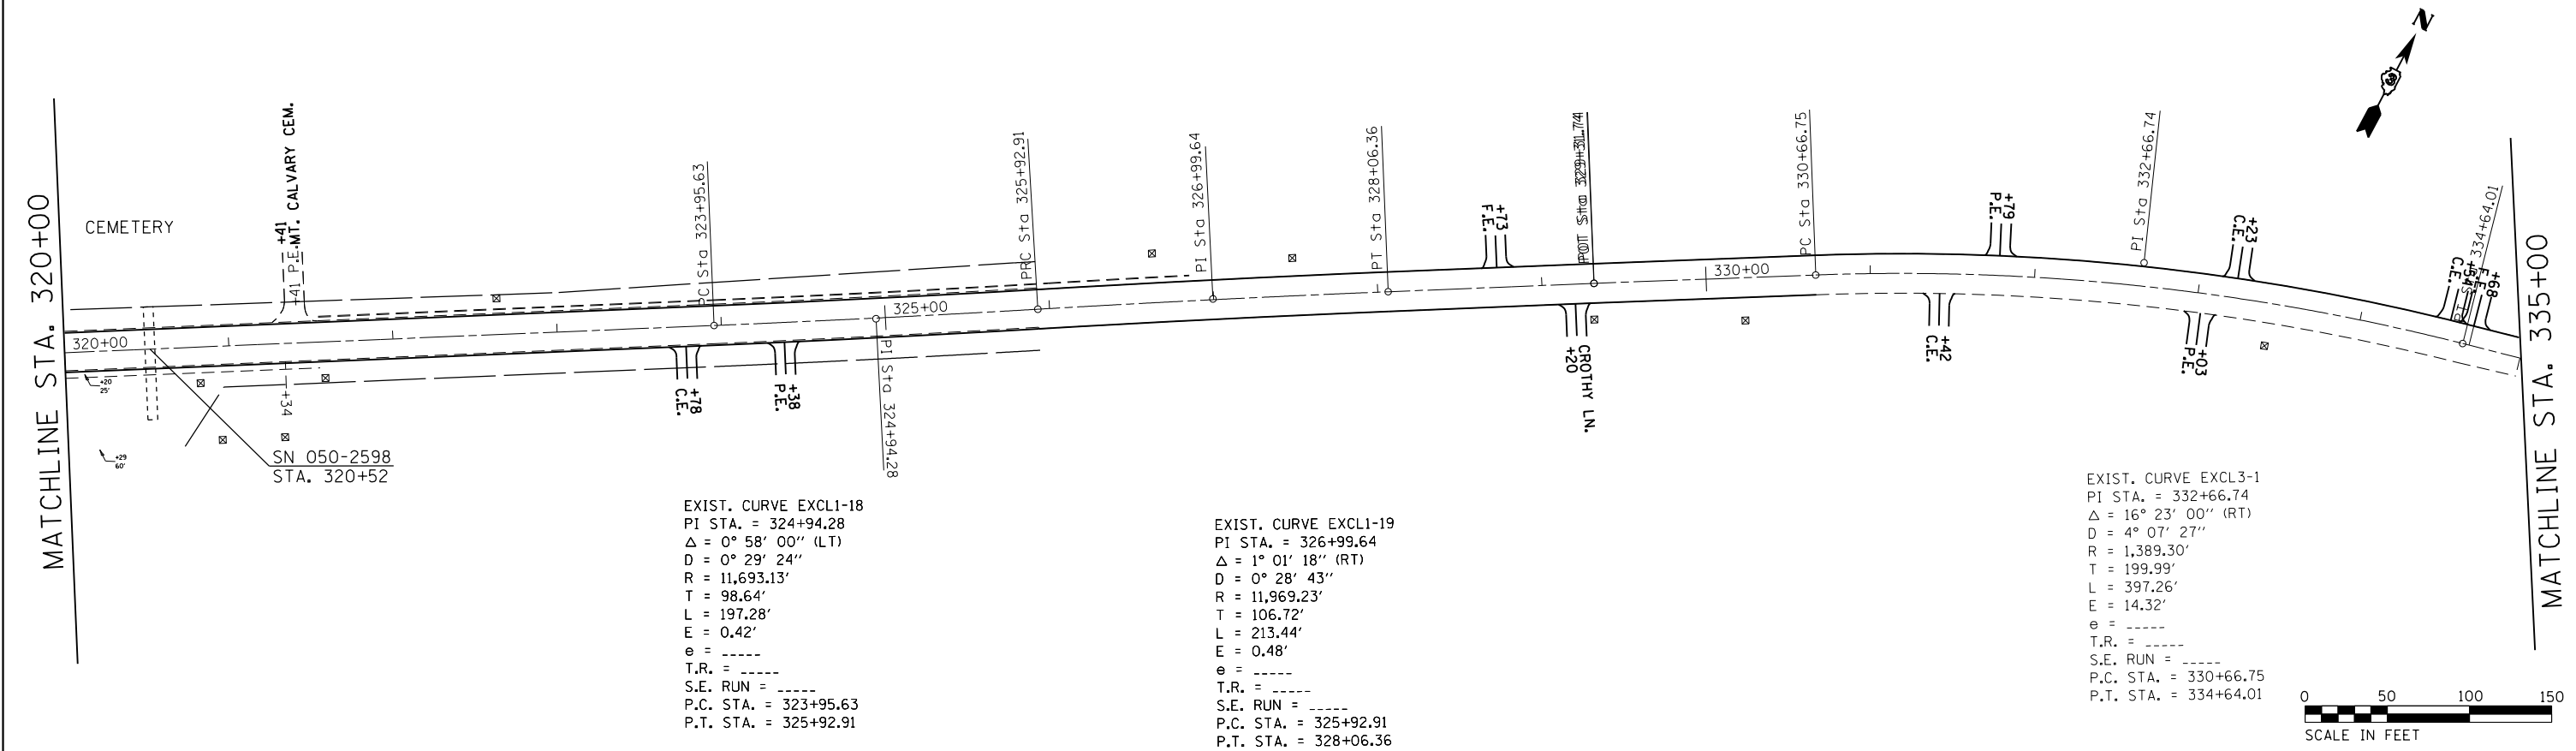 N
MATCHLINE STA. 320+00
CEMETERY
+41
+41 P.E. MT. CALVARY CEM.
PC Sta 323+95.63
PRC Sta 325+92.91
PI Sta 326+99.64
PT Sta 328+06.36
+73
F.E.
POT Sta
PC Sta 330+66.75
+79
P.E.
PI Sta 332+66.74
+23
C.E.
C.E.
+54
F.E.
+68
PT Sta 334+64.01
MATCHLINE STA. 335+00
320+00
325+00
330+00
+20
25'
+29
60'
+34
SN 050-2598
STA. 320+52
+78
C.E.
+38
P.E.
PI Sta 324+94.28
CROTHY LN.
+20
+42
C.E.
+03
P.E.
EXIST. CURVE EXCL1-18
PI STA. = 324+94.28
Δ = 0° 58' 00" (LT)
D = 0° 29' 24"
R = 11,693.13'
T = 98.64'
L = 197.28'
E = 0.42'
e = _____
T.R. = _____
S.E. RUN = _____
P.C. STA. = 323+95.63
P.T. STA. = 325+92.91
EXIST. CURVE EXCL1-19
PI STA. = 326+99.64
Δ = 1° 01' 18" (RT)
D = 0° 28' 43"
R = 11,969.23'
T = 106.72'
L = 213.44'
E = 0.48'
e = _____
T.R. = _____
S.E. RUN = _____
P.C. STA. = 325+92.91
P.T. STA. = 328+06.36
EXIST. CURVE EXCL3-1
PI STA. = 332+66.74
Δ = 16° 23' 00" (RT)
D = 4° 07' 27"
R = 1,389.30'
T = 199.99'
L = 397.26'
E = 14.32'
e = _____
T.R. = _____
S.E. RUN = _____
P.C. STA. = 330+66.75
P.T. STA. = 334+64.01
0 50 100 150
SCALE IN FEET